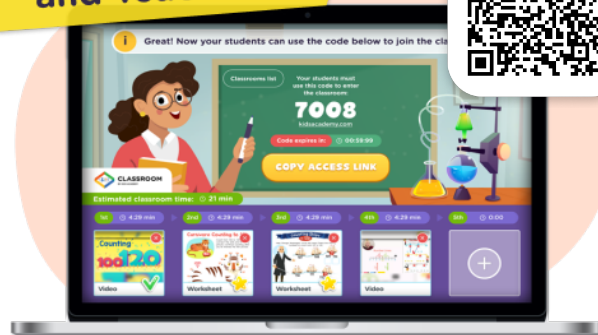 Great! Now your students can use the code below to join the cla
Classrooms list
Your students must
use this code to enter
the classroom:
7008
kidsacademy.com
Code expires in: 00:59:99
COPY ACCESS LINK
CLASSROOM
Estimated classroom time: 21 min
1st 4:29 min
2nd 4:29 min
3rd 4:29 min
4th 4:29 min
5th 0:00
Counting
100 120
Video
Worksheet
Worksheet
Video